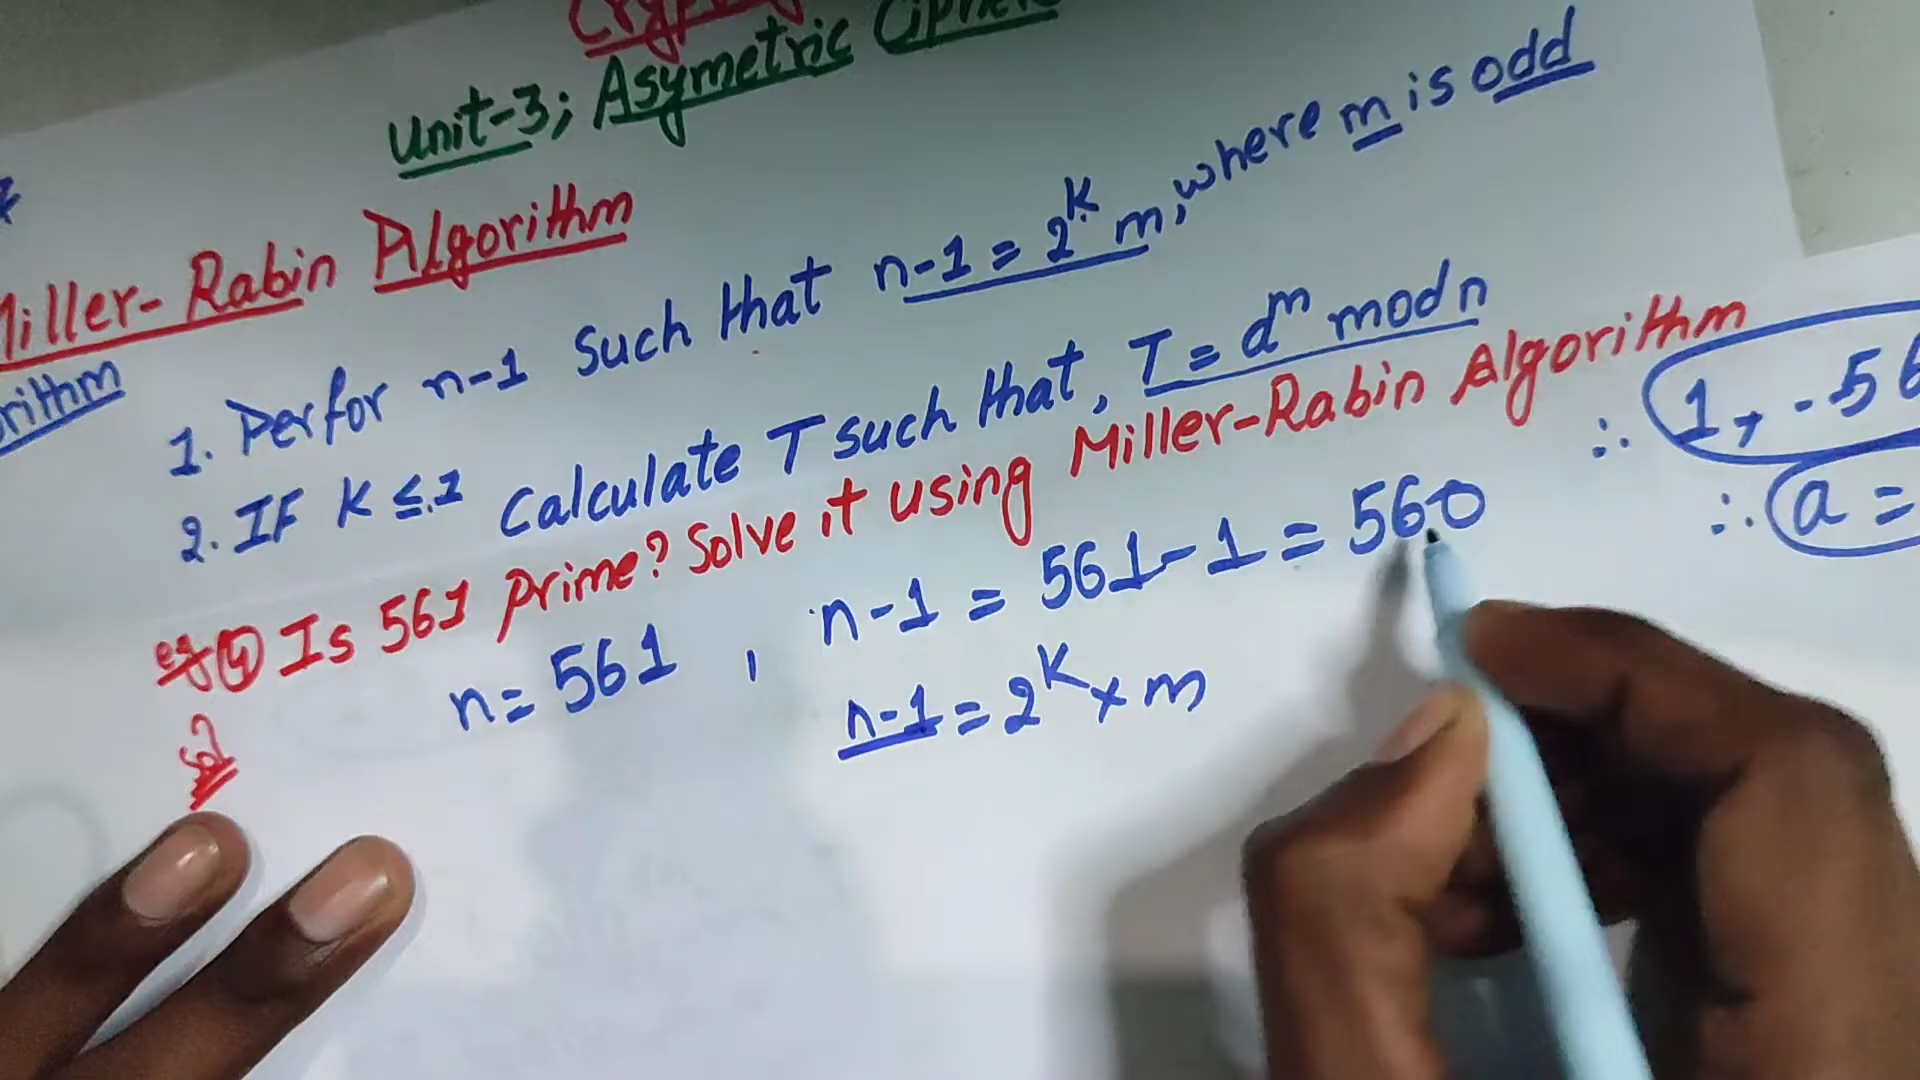 Unit-3; Asymetric
Miller-Rabin Algorithm
1. Perfor n-1 such that n-1 = 2^k m, where m is odd
2. IF K ≤ 1 calculate T such that, T = d^m mod n
eg Is 561 prime? Solve it using Miller-Rabin Algorithm
sol
n = 561 , n-1 = 561-1 = 560
n-1 = 2^K x m
∴ 1, -56
∴ a =